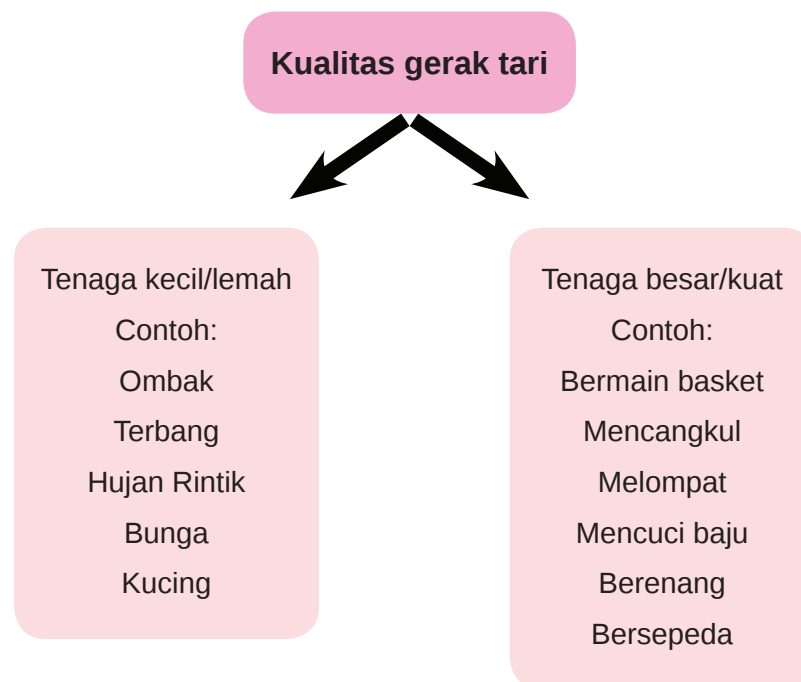 Kualitas gerak tari
Tenaga kecil/lemah
Contoh:
Ombak
Terbang
Hujan Rintik
Bunga
Kucing
Tenaga besar/kuat
Contoh:
Bermain basket
Mencangkul
Melompat
Mencuci baju
Berenang
Bersepeda